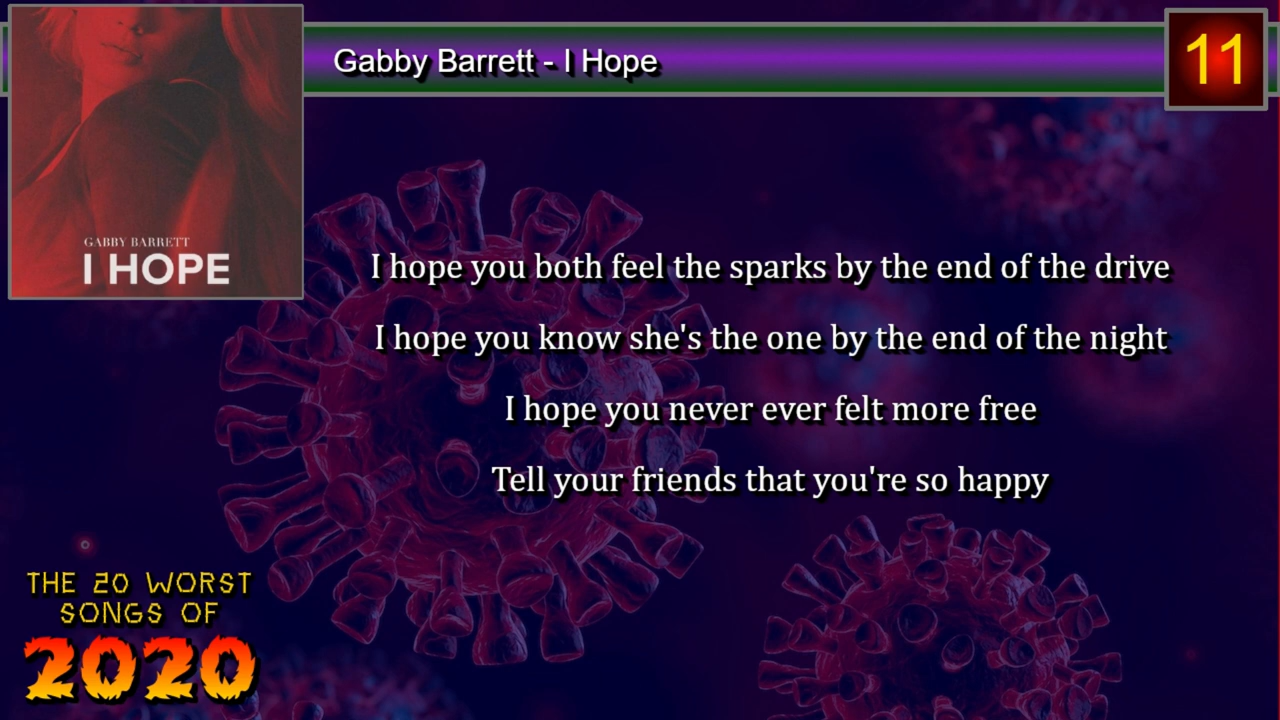 Gabby Barrett - I Hope
11
GABBY BARRETT
I HOPE
I hope you both feel the sparks by the end of the drive
I hope you know she's the one by the end of the night
I hope you never ever felt more free
Tell your friends that you're so happy
THE 20 WORST
SONGS OF
2020